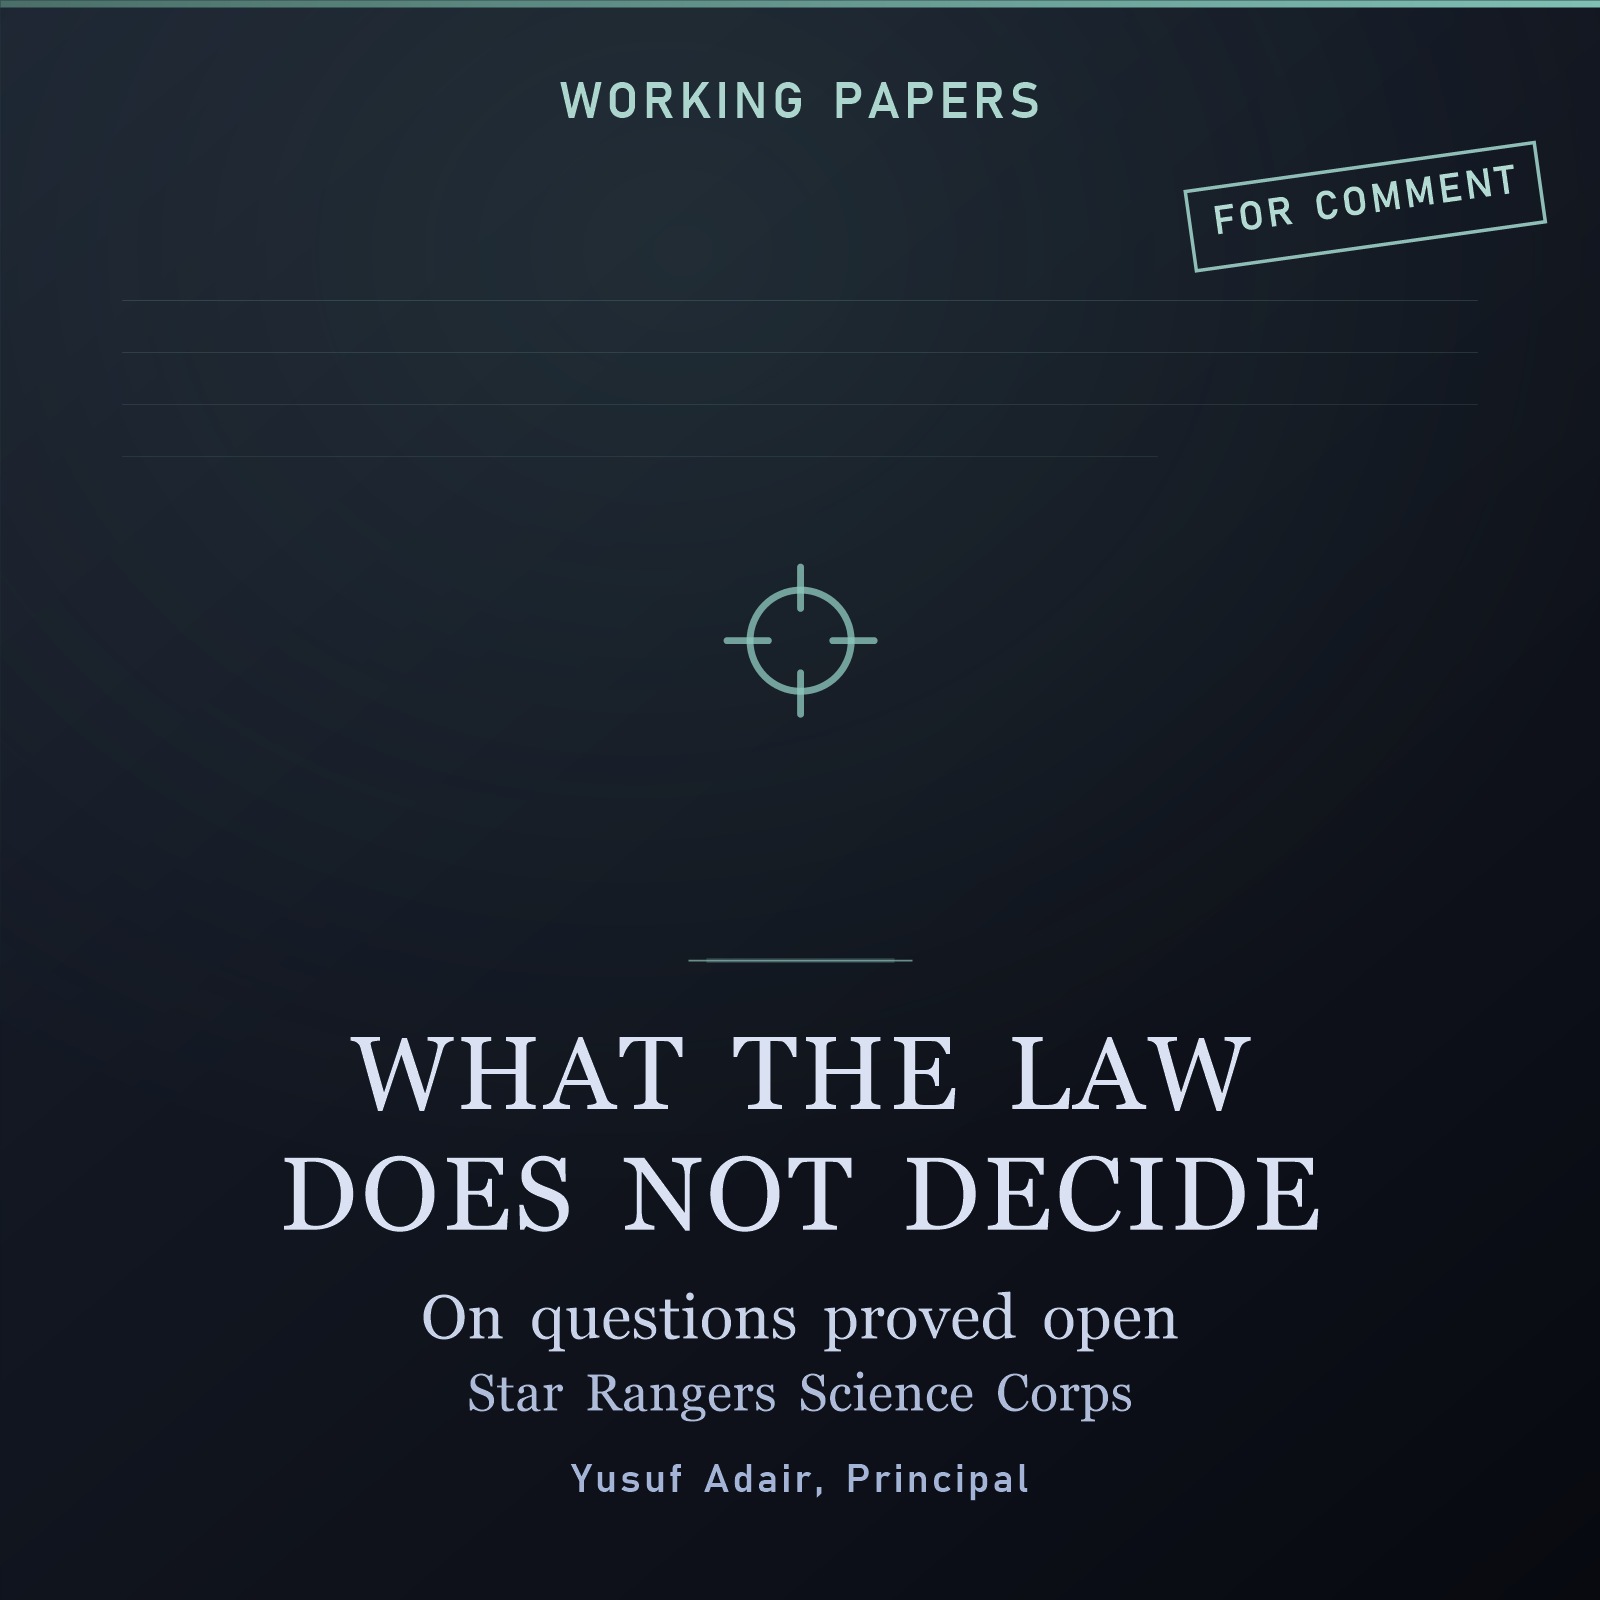 WORKING PAPERS
FOR COMMENT
WHAT THE LAW
DOES NOT DECIDE
On questions proved open
Star Rangers Science Corps
Yusuf Adair, Principal